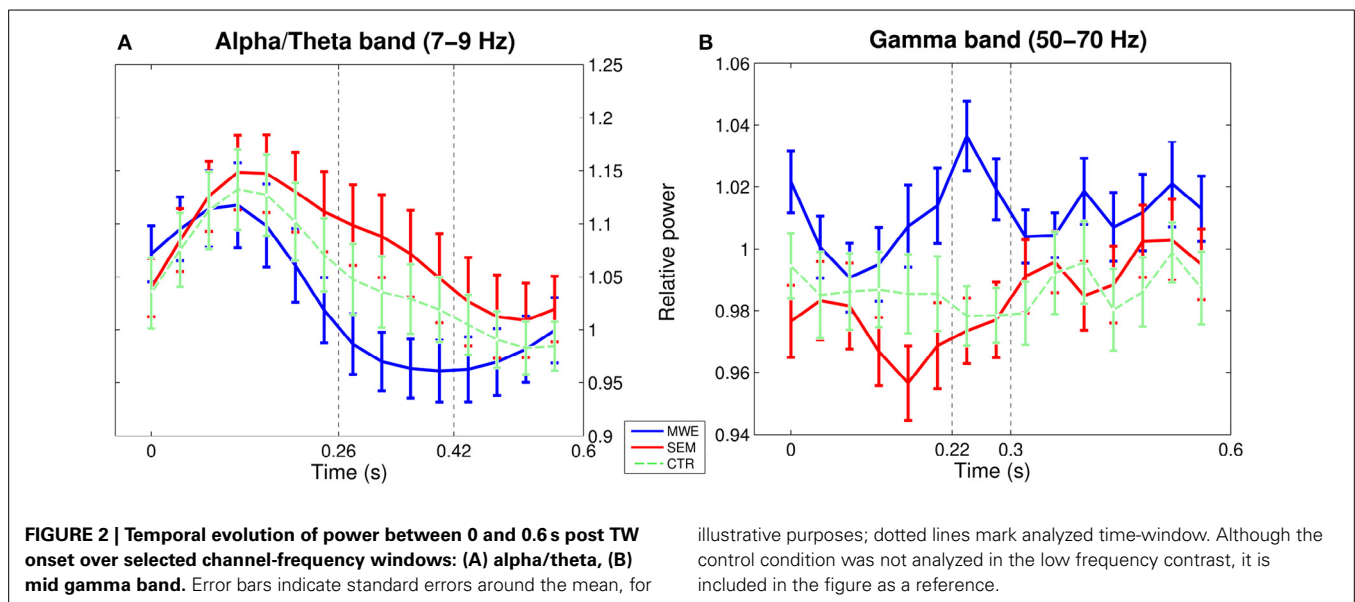 A
Alpha/Theta band (7–9 Hz)
1.25
1.2
1.15
1.1
1.05
1
0.95
0.9
0
0.26
0.42
0.6
Time (s)
MWE
SEM
CTR
B
Gamma band (50–70 Hz)
1.06
1.04
1.02
1
0.98
0.96
0.94
Relative power
0
0.22
0.3
0.6
Time (s)
FIGURE 2 | Temporal evolution of power between 0 and 0.6 s post TW
onset over selected channel-frequency windows: (A) alpha/theta, (B)
mid gamma band. Error bars indicate standard errors around the mean, for
illustrative purposes; dotted lines mark analyzed time-window. Although the
control condition was not analyzed in the low frequency contrast, it is
included in the figure as a reference.